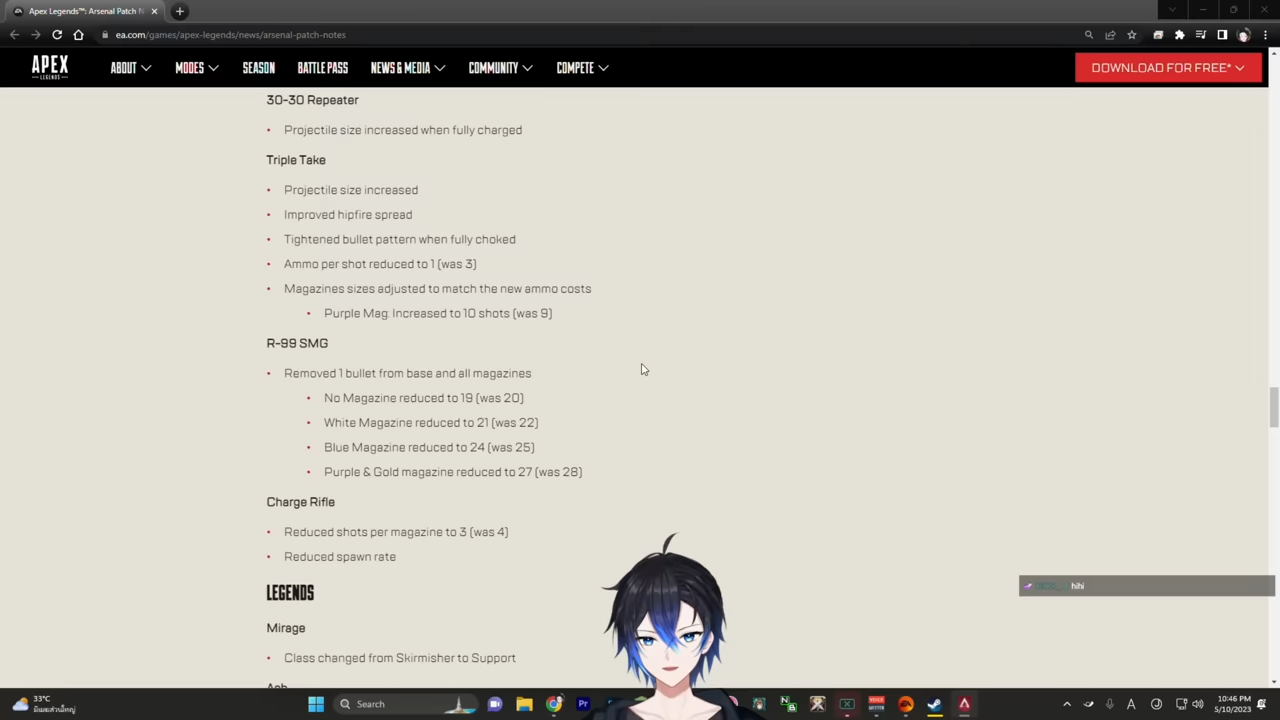 Apex Legends™: Arsenal Patch N
ea.com/games/apex-legends/news/arsenal-patch-notes
APEX
LEGENDS
ABOUT MODES SEASON BATTLE PASS NEWS & MEDIA COMMUNITY COMPETE
DOWNLOAD FOR FREE*
30-30 Repeater
• Projectile size increased when fully charged
Triple Take
• Projectile size increased
• Improved hipfire spread
• Tightened bullet pattern when fully choked
• Ammo per shot reduced to 1 (was 3)
• Magazines sizes adjusted to match the new ammo costs
• Purple Mag: Increased to 10 shots (was 9)
R-99 SMG
• Removed 1 bullet from base and all magazines
• No Magazine reduced to 19 (was 20)
• White Magazine reduced to 21 (was 22)
• Blue Magazine reduced to 24 (was 25)
• Purple & Gold magazine reduced to 27 (was 28)
Charge Rifle
• Reduced shots per magazine to 3 (was 4)
• Reduced spawn rate
hihi
LEGENDS
Mirage
• Class changed from Skirmisher to Support
Ash
33°C
Search
Pr
A
10:46 PM
5/10/2023